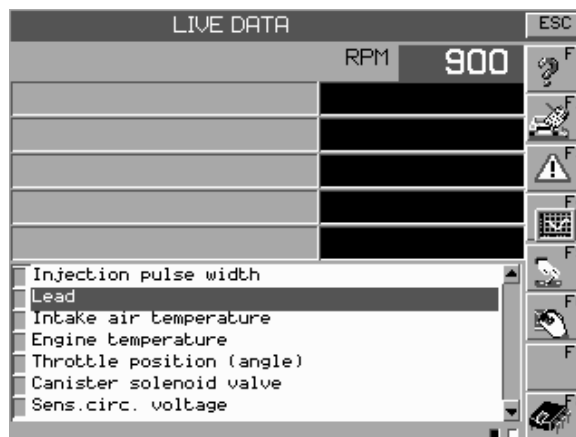 LIVE DATA
ESC
RPM 900
F
F
F
F
F
F
F
F
Injection pulse width
Lead
Intake air temperature
Engine temperature
Throttle position (angle)
Canister solenoid valve
Sens.circ. voltage